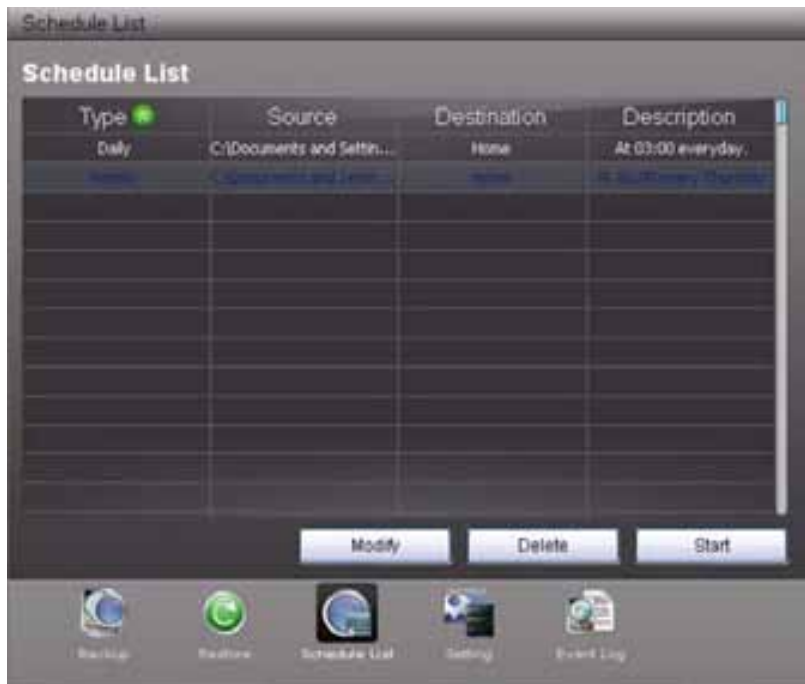 Schedule List
Schedule List
Type Source Destination Description
Daily C:\Documents and Settin.... Home At 03:00 everyday.
Modify Delete Start
Backup Restore Schedule List Setting Event Log